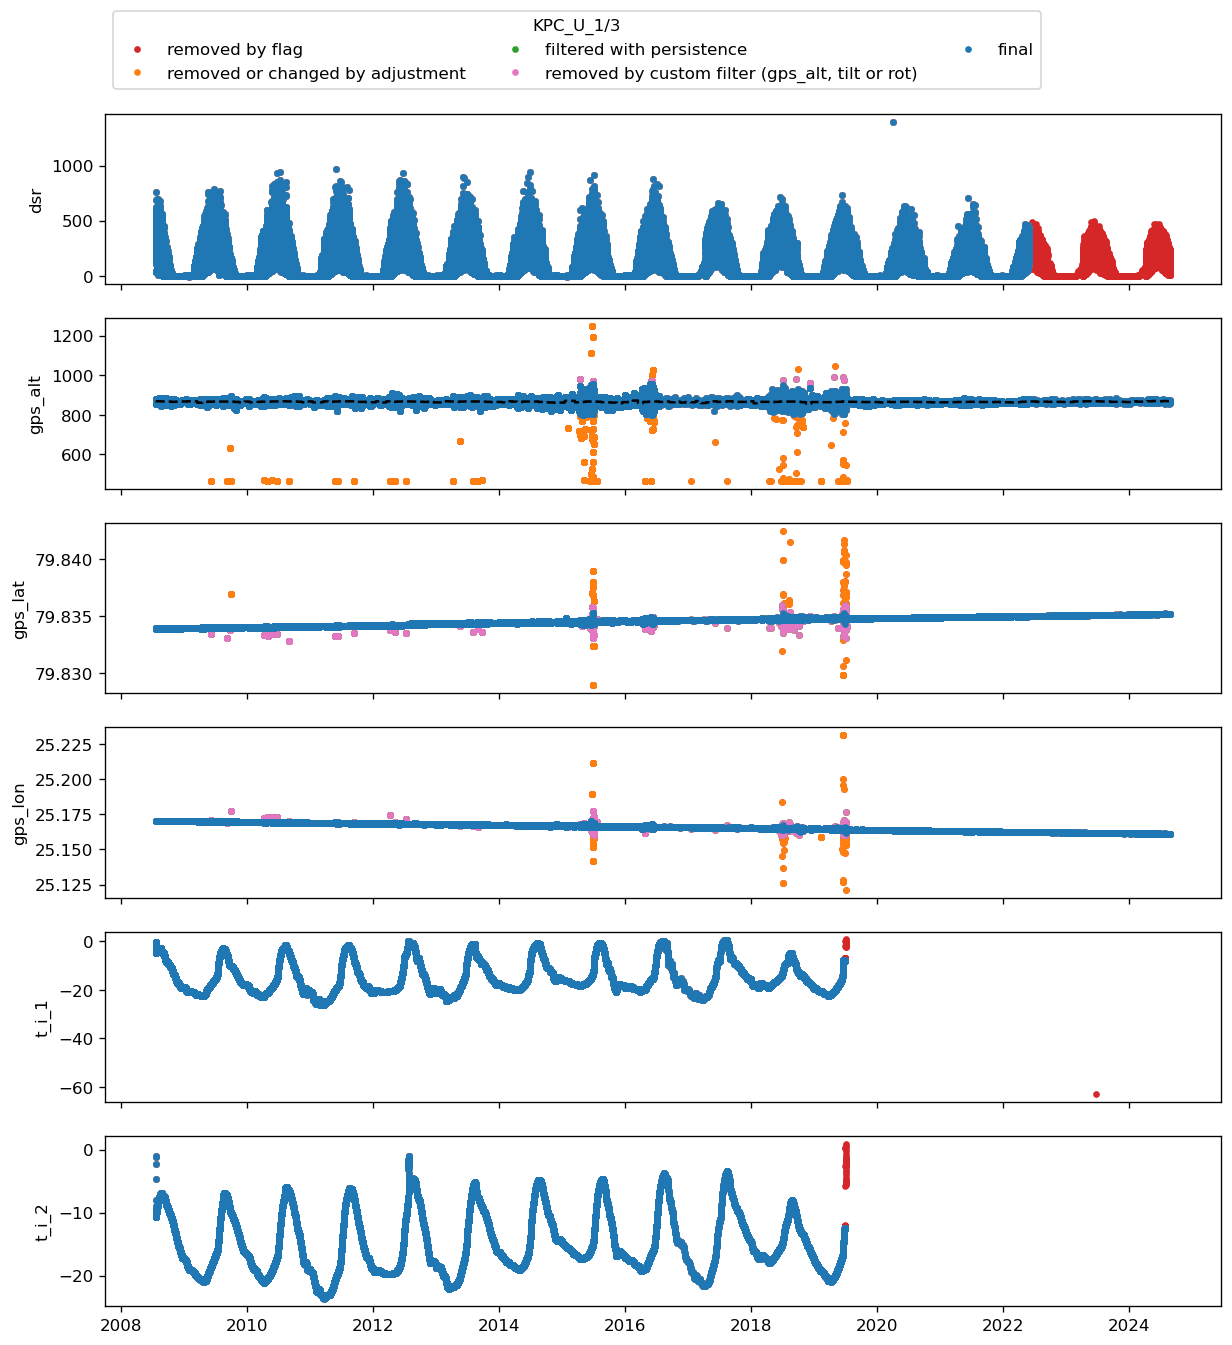 KPC_U_1/3
removed by flag
filtered with persistence
final
removed or changed by adjustment
removed by custom filter (gps_alt, tilt or rot)
dsr
1000
500
0
gps_alt
1200
1000
800
600
gps_lat
79.840
79.835
79.830
gps_lon
25.225
25.200
25.175
25.150
25.125
t_i_1
0
−20
−40
−60
t_i_2
0
−10
−20
2008 2010 2012 2014 2016 2018 2020 2022 2024